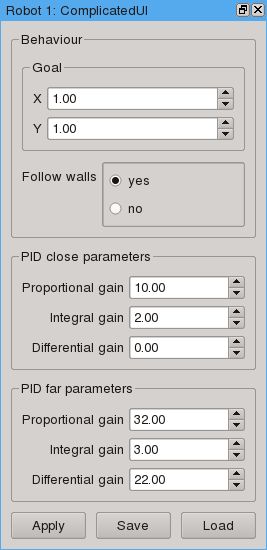 Robot 1: ComplicatedUI
Behaviour
Goal
X 1.00
Y 1.00
Follow walls yes
no
PID close parameters
Proportional gain 10.00
Integral gain 2.00
Differential gain 0.00
PID far parameters
Proportional gain 32.00
Integral gain 3.00
Differential gain 22.00
Apply Save Load